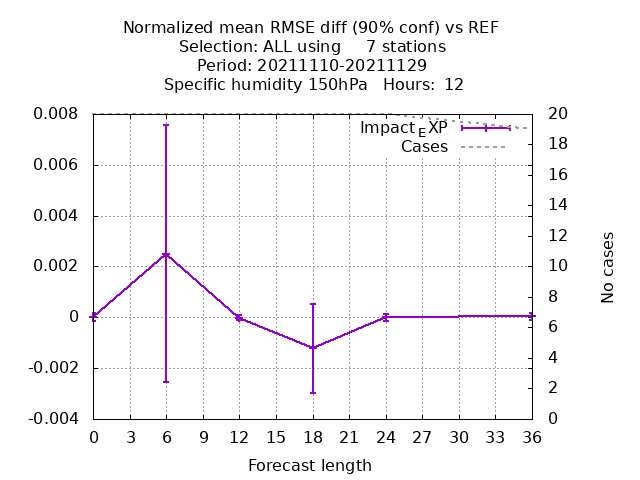 Normalized mean RMSE diff (90% conf) vs REF
Selection: ALL using     7 stations
Period: 20211110-20211129
Specific humidity 150hPa   Hours:  12
0.008
0.006
0.004
0.002
0
-0.002
-0.004
Impact_EXP
Cases
20
18
16
14
12
10
8
6
4
2
0
No cases
0 3 6 9 12 15 18 21 24 27 30 33 36
Forecast length